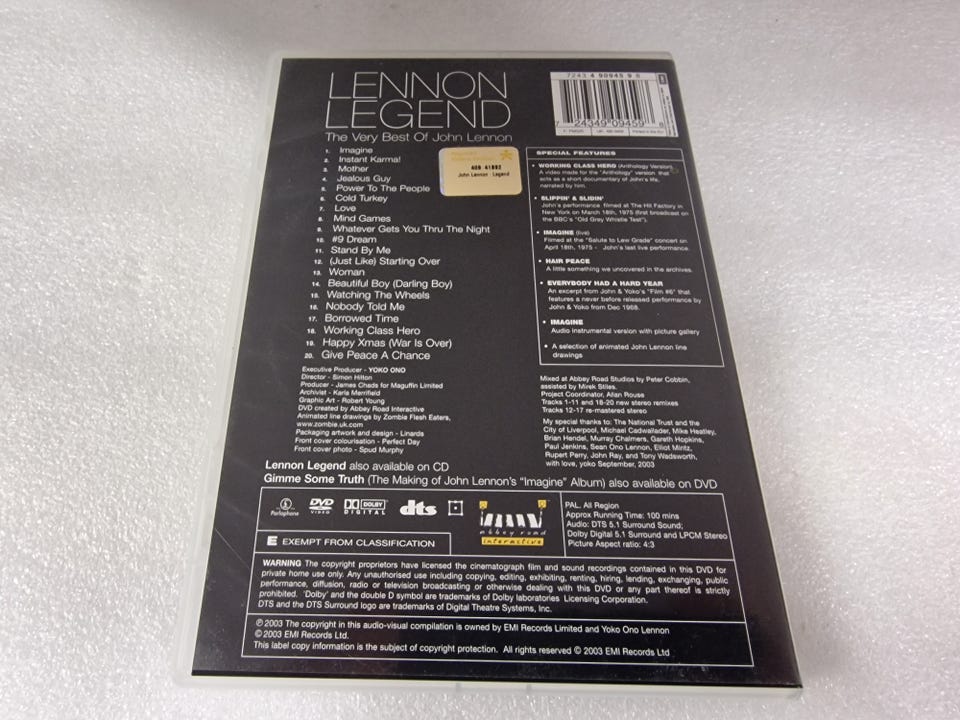 LENNON
LEGEND
The Very Best Of John Lennon
1. Imagine
2. Instant Karma!
3. Mother
4. Jealous Guy
5. Power To The People
6. Cold Turkey
7. Love
8. Mind Games
9. Whatever Gets You Thru The Night
10. #9 Dream
11. Stand By Me
12. (Just Like) Starting Over
13. Woman
14. Beautiful Boy (Darling Boy)
15. Watching The Wheels
16. Nobody Told Me
17. Borrowed Time
18. Working Class Hero
19. Happy Xmas (War Is Over)
20. Give Peace A Chance
Executive Producer - YOKO ONO
Director - Simon Hilton
Producer - James Chads for Maguffin Limited
Archivist - Karla Merrifield
Graphic Art - Robert Young
DVD created by Abbey Road Interactive
Animated line drawings by Zombie Flesh Eaters,
www.zombie.uk.com
Packaging artwork and design - Linards
Front cover colourisation - Perfect Day
Front cover photo - Spud Murphy
John Lennon Legend
7243 4 90945 9 8
7 24349 09459 8
SPECIAL FEATURES
• WORKING CLASS HERO (Anthology Version)
A video made for the "Anthology" version that
acts as a short documentary of John's life,
narrated by him.
• SLIPPIN' & SLIDIN'
John's performance filmed at The Hit Factory in
New York on March 18th, 1975 (first broadcast on
the BBC's "Old Grey Whistle Test").
• IMAGINE (live)
Filmed at the "Salute to Lew Grade" concert on
April 18th, 1975 - John's last live performance
• HAIR PEACE
A little something we uncovered in the archives.
• EVERYBODY HAD A HARD YEAR
An excerpt from John & Yoko's "Film #6" that
features a never before released performance by
John & Yoko from Dec 1968.
• IMAGINE
Audio instrumental version with picture gallery
• A selection of animated John Lennon line
drawings
Mixed at Abbey Road Studios by Peter Cobbin,
assisted by Mirek Stiles.
Project Coordinator, Allan Rouse
Tracks 1-11 and 18-20 new stereo remixes
Tracks 12-17 re-mastered stereo
My special thanks to: The National Trust and the
City of Liverpool, Michael Cadwallader, Mike Heatley,
Brian Hendel, Murray Chalmers, Gareth Hopkins,
Paul Jenkins, Sean Ono Lennon, Elliot Mintz,
Rupert Perry, John Ray, and Tony Wadsworth,
with love, yoko September, 2003
Lennon Legend also available on CD
Gimme Some Truth (The Making of John Lennon's "Imagine" Album) also available on DVD
Parlophone
DVD VIDEO
DOLBY DIGITAL
dts
abbey road
interactive
PAL. All Region
Approx Running Time: 100 mins
Audio: DTS 5.1 Surround Sound;
Dolby Digital 5.1 Surround and LPCM Stereo
Picture Aspect ratio: 4:3
E EXEMPT FROM CLASSIFICATION
WARNING The copyright proprietors have licensed the cinematograph film and sound recordings contained in this DVD for
private home use only. Any unauthorised use including copying, editing, exhibiting, renting, hiring, lending, exchanging, public
performance, diffusion, radio or television broadcasting or otherwise dealing with this DVD or any part thereof is strictly
prohibited. 'Dolby' and the double D symbol are trademarks of Dolby laboratories Licensing Corporation.
DTS and the DTS Surround logo are trademarks of Digital Theatre Systems, Inc.
℗ 2003 The copyright in this audio-visual compilation is owned by EMI Records Limited and Yoko Ono Lennon
© 2003 EMI Records Ltd.
This label copy information is the subject of copyright protection. All rights reserved © 2003 EMI Records Ltd